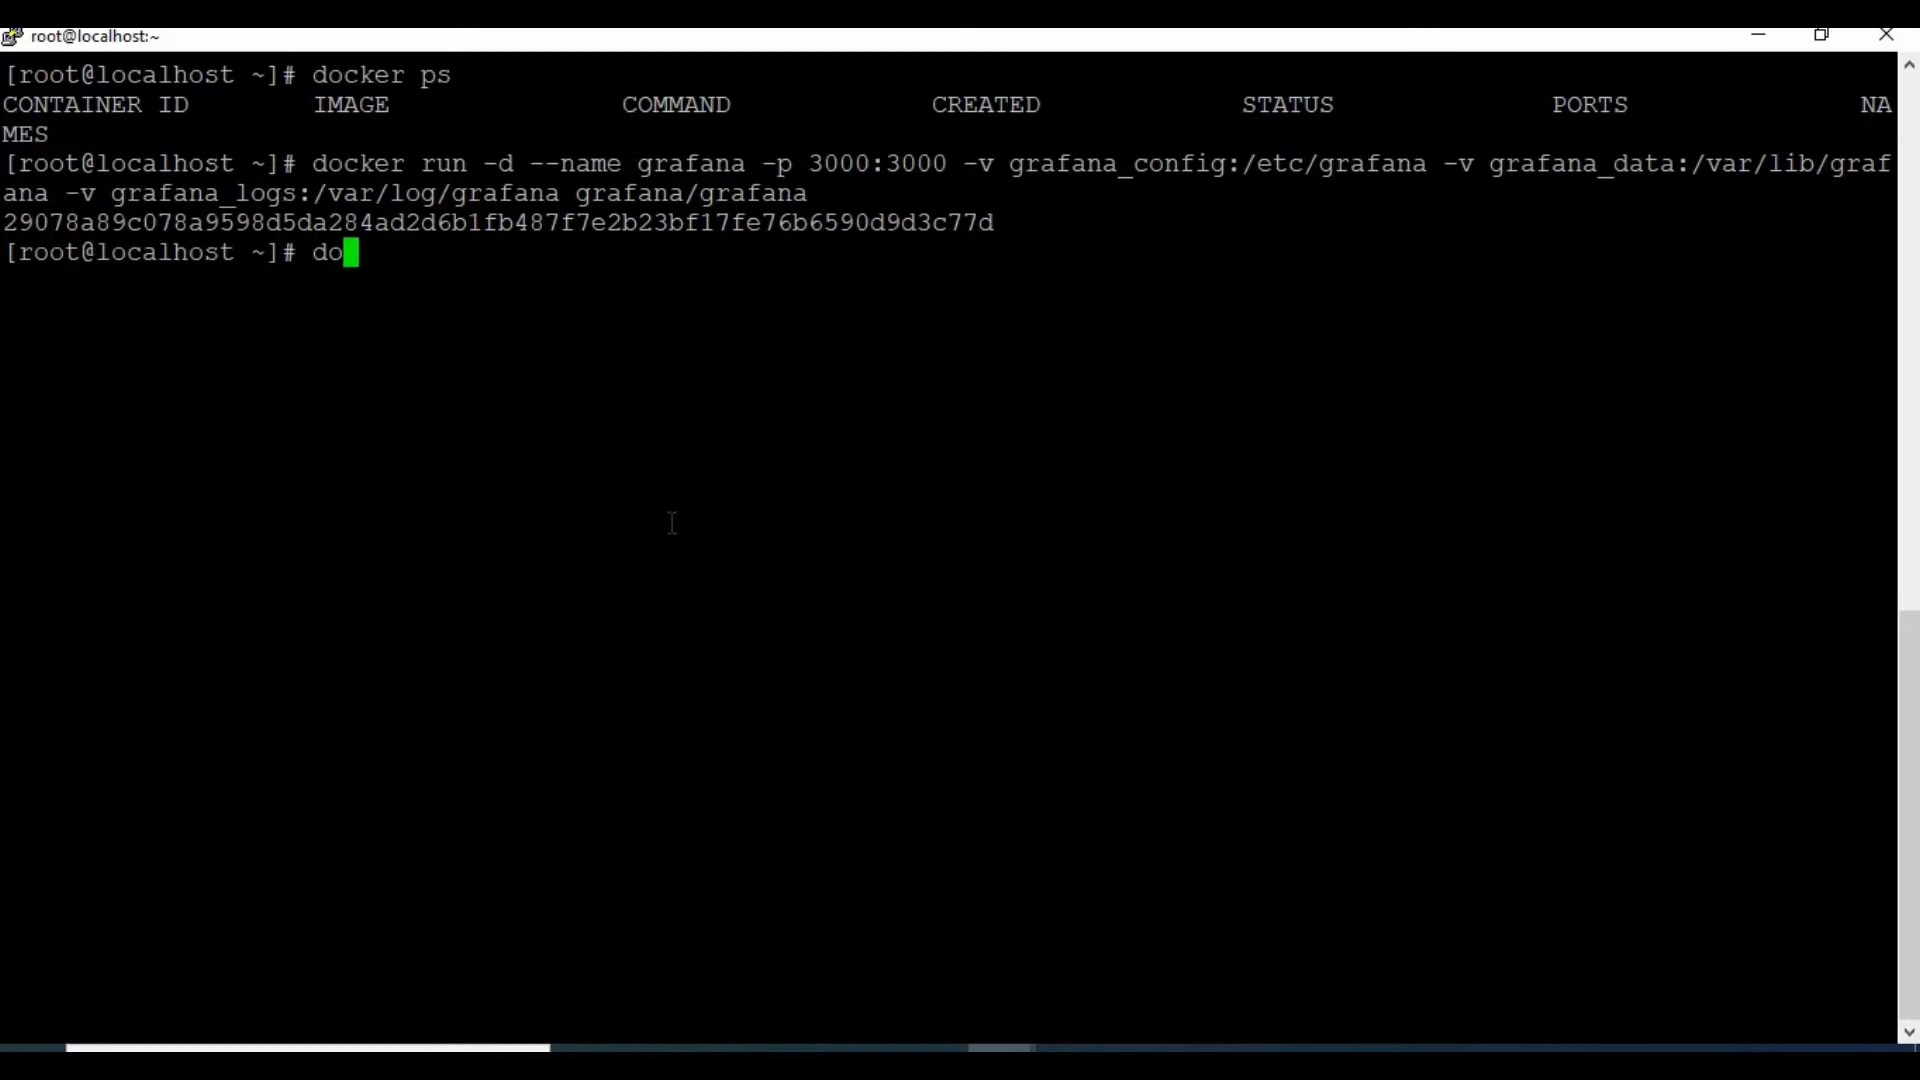 root@localhost:~
[root@localhost ~]# docker ps
CONTAINER ID IMAGE COMMAND CREATED STATUS PORTS NA
MES
[root@localhost ~]# docker run -d --name grafana -p 3000:3000 -v grafana_config:/etc/grafana -v grafana_data:/var/lib/graf
ana -v grafana_logs:/var/log/grafana grafana/grafana
29078a89c078a9598d5da284ad2d6b1fb487f7e2b23bf17fe76b6590d9d3c77d
[root@localhost ~]# do